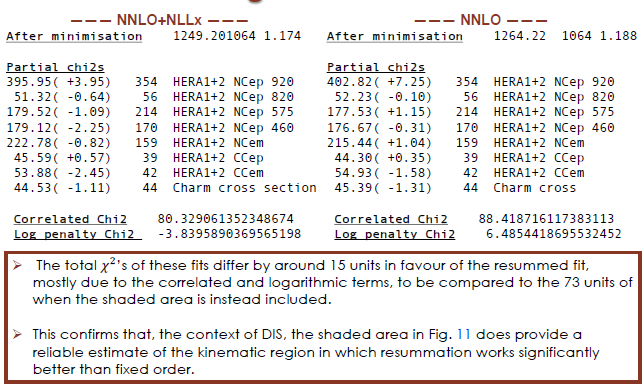 ――― NNLO+NLLx ―――
After minimisation 1249.201064 1.174
Partial chi2s
395.95( +3.95) 354 HERA1+2 NCep 920
51.32( -0.64) 56 HERA1+2 NCep 820
179.52( -1.09) 214 HERA1+2 NCep 575
179.12( -2.25) 170 HERA1+2 NCep 460
222.78( -0.82) 159 HERA1+2 NCem
45.59( +0.57) 39 HERA1+2 CCep
53.88( -2.45) 42 HERA1+2 CCem
44.53( -1.11) 44 Charm cross section
Correlated Chi2 80.329061352348674
Log penalty Chi2 -3.8395890369565198
――― NNLO ―――
After minimisation 1264.22 1064 1.188
Partial chi2s
402.82( +7.25) 354 HERA1+2 NCep 920
52.23( -0.10) 56 HERA1+2 NCep 820
177.53( +1.15) 214 HERA1+2 NCep 575
176.67( -0.31) 170 HERA1+2 NCep 460
215.44( +1.04) 159 HERA1+2 NCem
44.30( +0.35) 39 HERA1+2 CCep
54.93( -1.58) 42 HERA1+2 CCem
45.39( -1.31) 44 Charm cross
Correlated Chi2 88.418716117383113
Log penalty Chi2 6.4854418695532452
➢ The total χ²'s of these fits differ by around 15 units in favour of the resummed fit,
mostly due to the correlated and logarithmic terms, to be compared to the 73 units of
when the shaded area is instead included.
➢ This confirms that, the context of DIS, the shaded area in Fig. 11 does provide a
reliable estimate of the kinematic region in which resummation works significantly
better than fixed order.